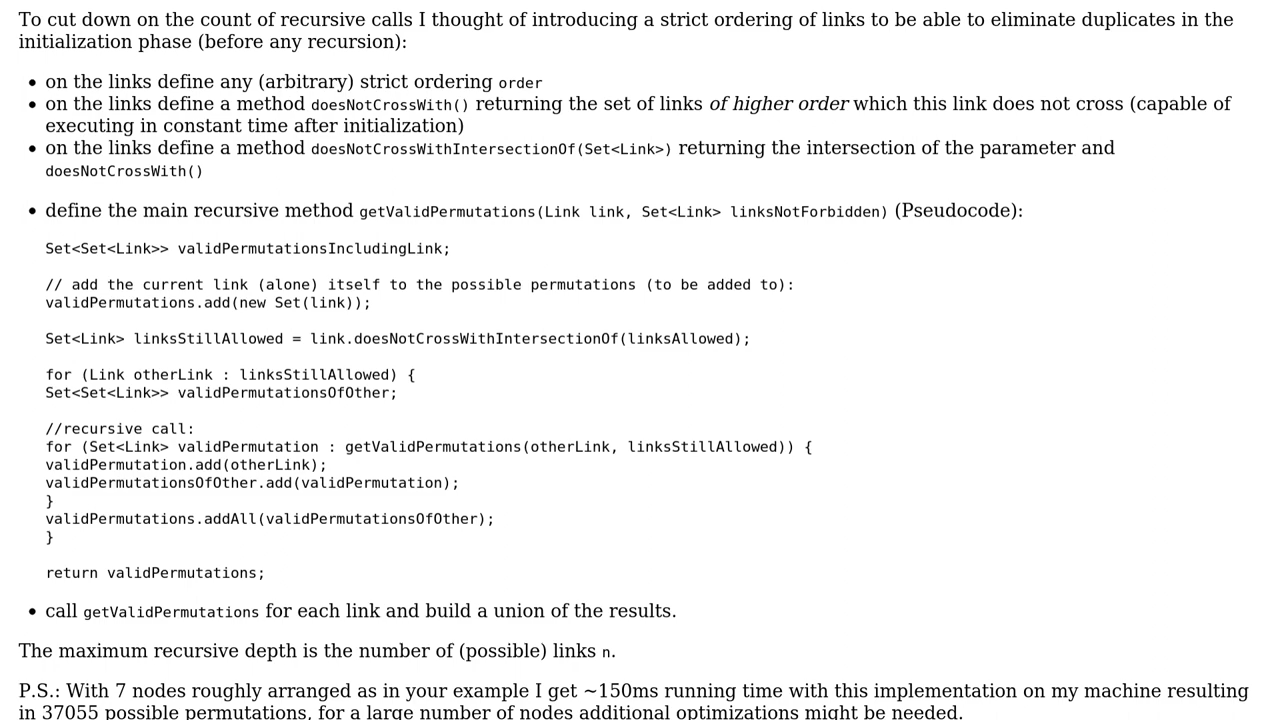 To cut down on the count of recursive calls I thought of introducing a strict ordering of links to be able to eliminate duplicates in the
initialization phase (before any recursion):
• on the links define any (arbitrary) strict ordering order
• on the links define a method doesNotCrossWith() returning the set of links of higher order which this link does not cross (capable of
executing in constant time after initialization)
• on the links define a method doesNotCrossWithIntersectionOf(Set<Link>) returning the intersection of the parameter and
doesNotCrossWith()
• define the main recursive method getValidPermutations(Link link, Set<Link> linksNotForbidden) (Pseudocode):
Set<Set<Link>> validPermutationsIncludingLink;
// add the current link (alone) itself to the possible permutations (to be added to):
validPermutations.add(new Set(link));
Set<Link> linksStillAllowed = link.doesNotCrossWithIntersectionOf(linksAllowed);
for (Link otherLink : linksStillAllowed) {
Set<Set<Link>> validPermutationsOfOther;
//recursive call:
for (Set<Link> validPermutation : getValidPermutations(otherLink, linksStillAllowed)) {
validPermutation.add(otherLink);
validPermutationsOfOther.add(validPermutation);
}
validPermutations.addAll(validPermutationsOfOther);
}
return validPermutations;
• call getValidPermutations for each link and build a union of the results.
The maximum recursive depth is the number of (possible) links n.
P.S.: With 7 nodes roughly arranged as in your example I get ~150ms running time with this implementation on my machine resulting
in 37055 possible permutations, for a large number of nodes additional optimizations might be needed.